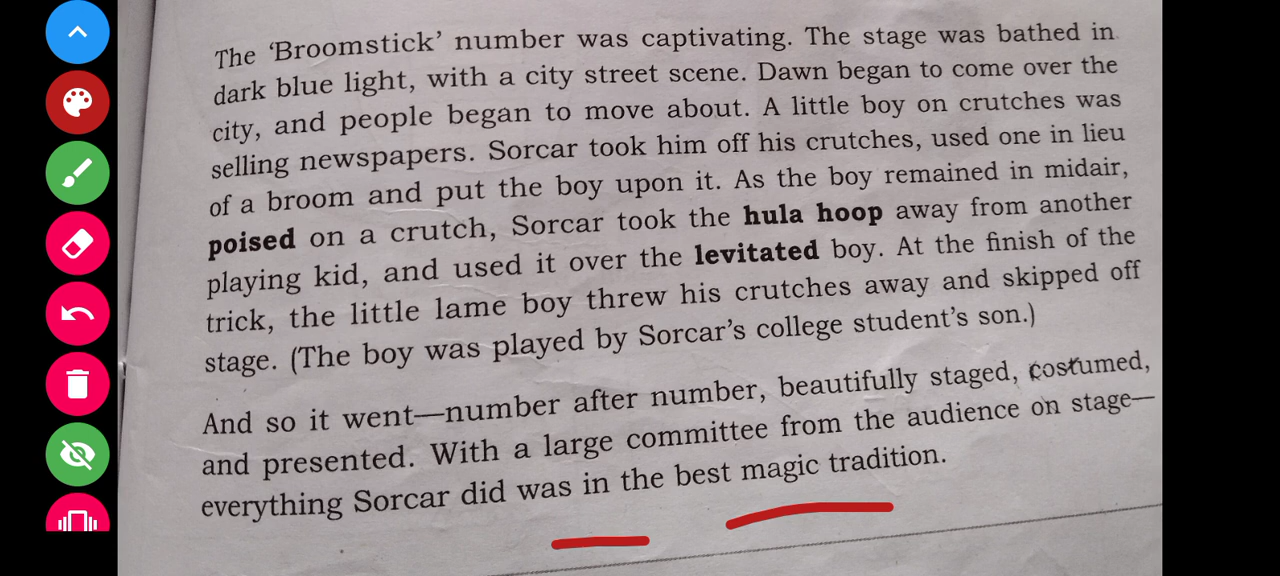 The ‘Broomstick’ number was captivating. The stage was bathed in
dark blue light, with a city street scene. Dawn began to come over the
city, and people began to move about. A little boy on crutches was
selling newspapers. Sorcar took him off his crutches, used one in lieu
of a broom and put the boy upon it. As the boy remained in midair,
poised on a crutch, Sorcar took the hula hoop away from another
playing kid, and used it over the levitated boy. At the finish of the
trick, the little lame boy threw his crutches away and skipped off
stage. (The boy was played by Sorcar’s college student’s son.)
And so it went—number after number, beautifully staged, costumed,
and presented. With a large committee from the audience on stage—
everything Sorcar did was in the best magic tradition.